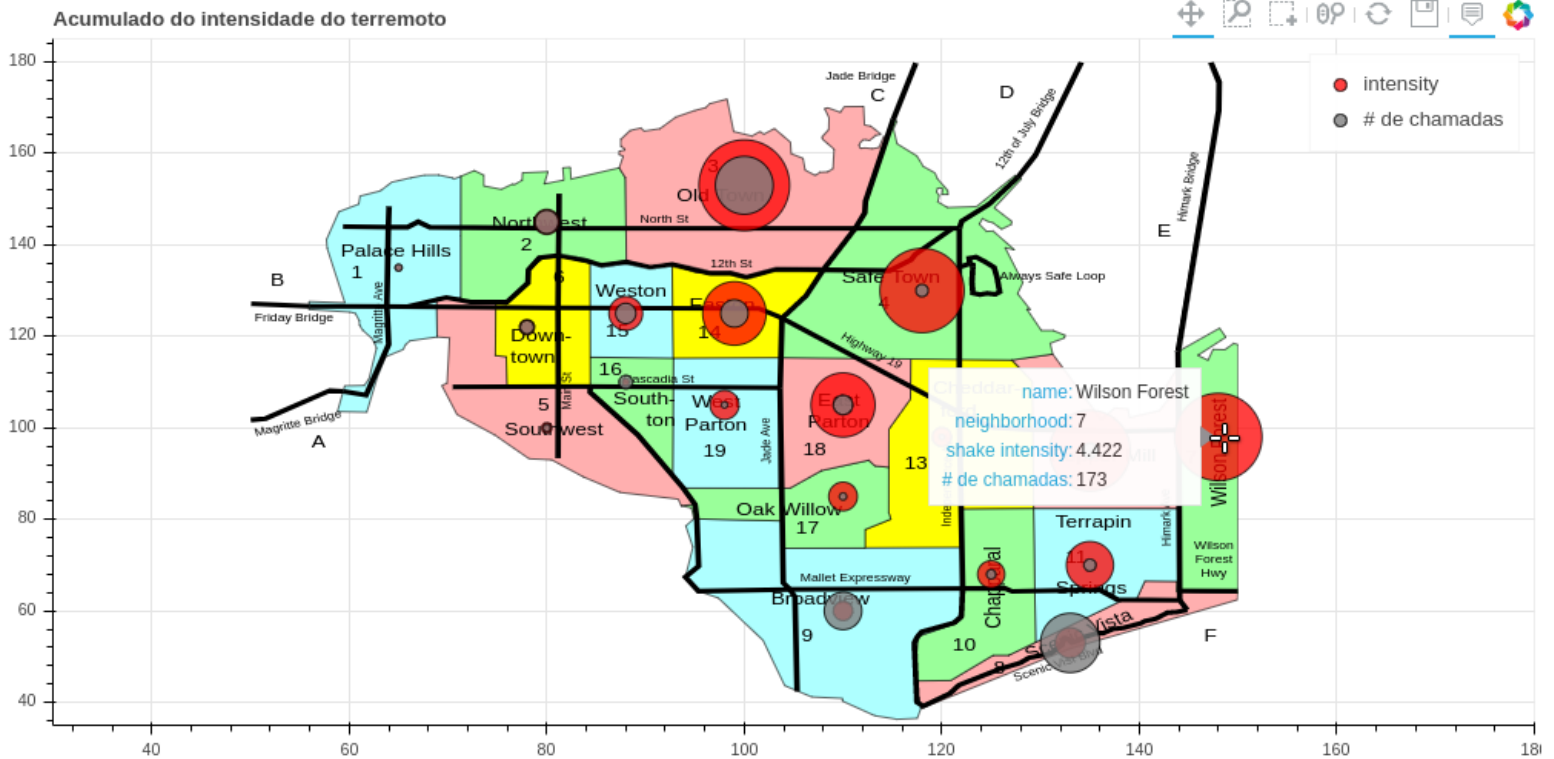 Acumulado do intensidade do terremoto
intensity
# de chamadas
180
160
140
120
100
80
60
40
40
60
80
100
120
140
160
Jade Bridge
C
D
12th of July Bridge
E
Himark Bridge
3
Old Town
North St
Northwest
2
Palace Hills
1
B
Friday Bridge
Magritte Ave
6
12th St
Safe Town
4
Always Safe Loop
Weston
15
Easton
14
Down-
town
Highway 19
16
Cascadia St
South-
ton
Main St
5
Southwest
Magritte Bridge
A
West
Parton
19
Jade Ave
East
Parton
18
13
Cheddar-
name: Wilson Forest
neighborhood: 7
shake intensity: 4.422
# de chamadas: 173
Mill
Wilson Forest
Oak Willow
17
Terrapin
11
Springs
Himark
Wilson
Forest
Hwy
Mallet Expressway
Broadview
9
Chaparral
10
Scenic Vista
8
Scenic Vist Blvd
F